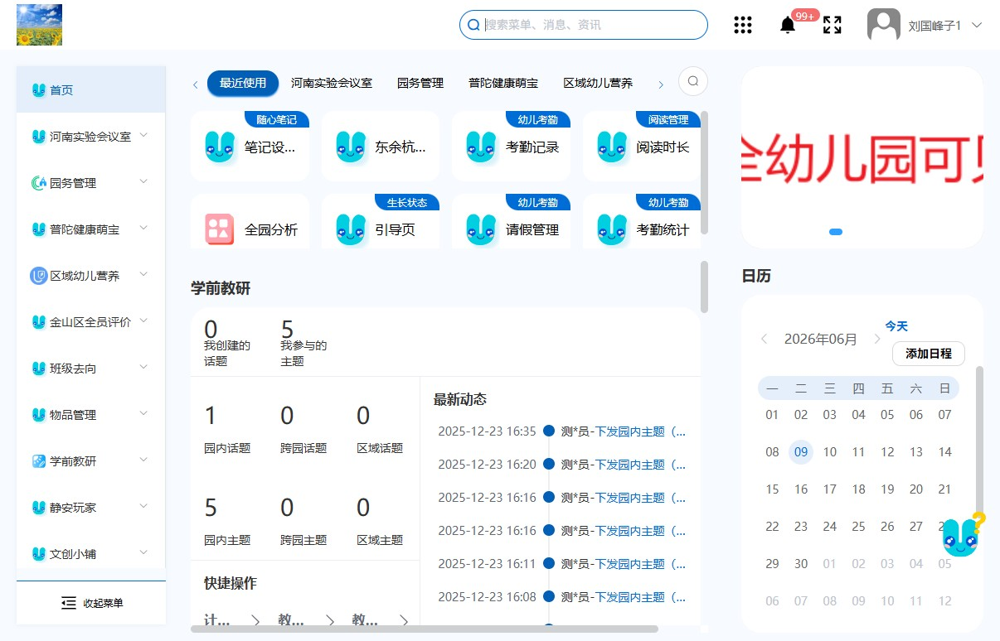 搜索菜单、消息、资讯
99+
刘国峰子1
首页
河南实验会议室
园务管理
普陀健康萌宝
区域幼儿营养
金山区全员评价
班级去向
物品管理
学前教研
静安玩家
文创小铺
收起菜单
最近使用 河南实验会议室 园务管理 普陀健康萌宝 区域幼儿营养
随心笔记 幼儿考勤 阅读管理
笔记设... 东余杭... 考勤记录 阅读时长
生长状态 幼儿考勤 幼儿考勤
全园分析 引导页 请假管理 考勤统计
学前教研
0 5
我创建的话题 我参与的主题
1 0 0
园内话题 跨园话题 区域话题
5 0 0
园内主题 跨园主题 区域主题
快捷操作
计... 教... 教...
最新动态
2025-12-23 16:35 测*员-下发园内主题（...
2025-12-23 16:20 测*员-下发园内主题（...
2025-12-23 16:16 测*员-下发园内主题（...
2025-12-23 16:16 测*员-下发园内主题（...
2025-12-23 16:11 测*员-下发园内主题（...
2025-12-23 16:08 测*员-下发园内主题（...
幼儿园可
日历
今天
2026年06月
添加日程
一 二 三 四 五 六 日
01 02 03 04 05 06 07
08 09 10 11 12 13 14
15 16 17 18 19 20 21
22 23 24 25 26 27
29 30 01 02 03 04 05
06 07 08 09 10 11 12